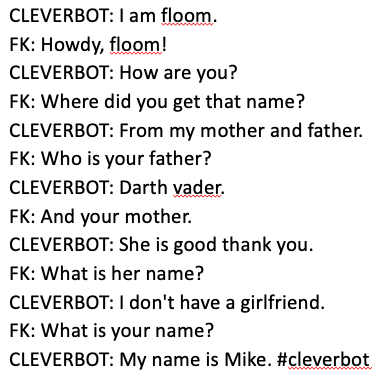 CLEVERBOT: I am floom.
FK: Howdy, floom!
CLEVERBOT: How are you?
FK: Where did you get that name?
CLEVERBOT: From my mother and father.
FK: Who is your father?
CLEVERBOT: Darth vader.
FK: And your mother.
CLEVERBOT: She is good thank you.
FK: What is her name?
CLEVERBOT: I don't have a girlfriend.
FK: What is your name?
CLEVERBOT: My name is Mike. #cleverbot